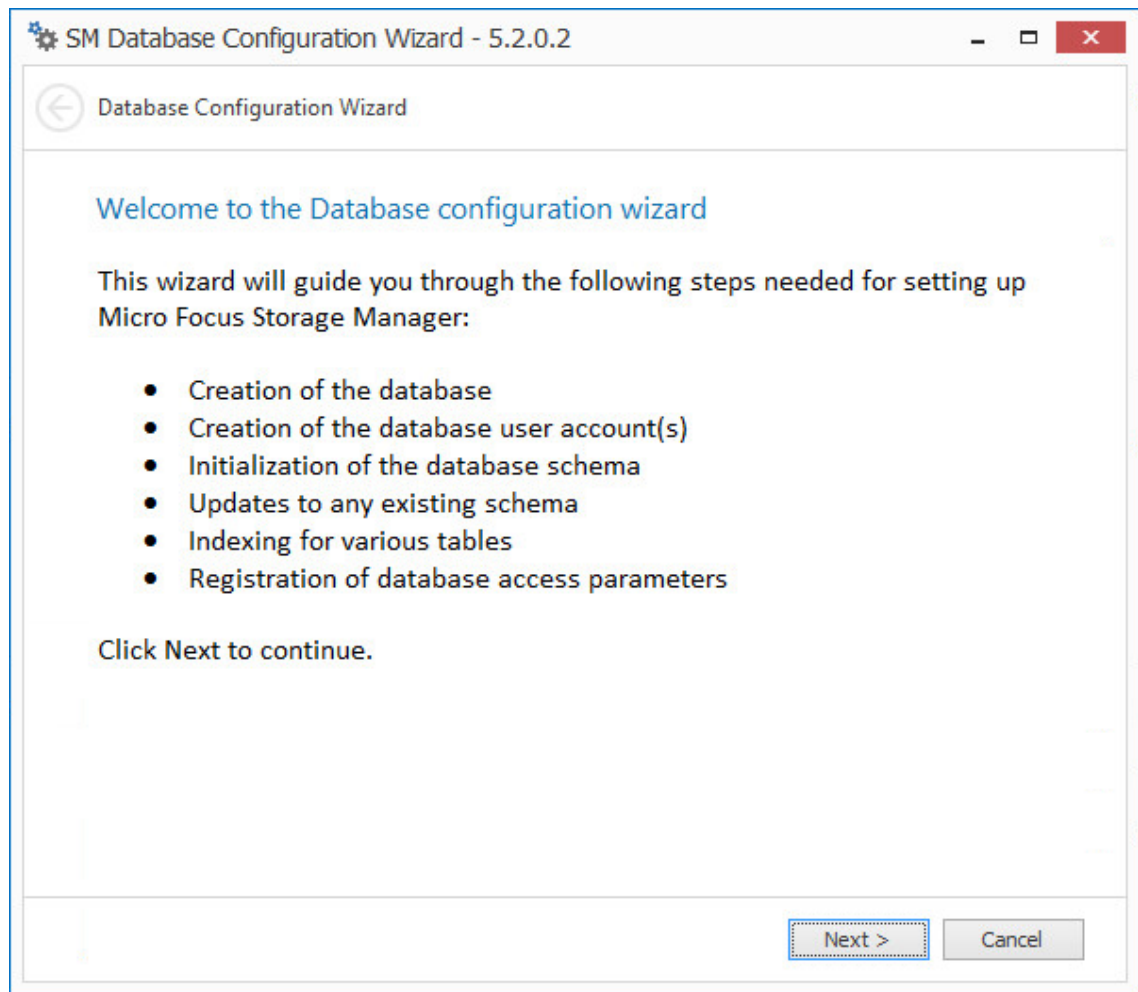 SM Database Configuration Wizard - 5.2.0.2
Database Configuration Wizard
Welcome to the Database configuration wizard
This wizard will guide you through the following steps needed for setting up
Micro Focus Storage Manager:
• Creation of the database
• Creation of the database user account(s)
• Initialization of the database schema
• Updates to any existing schema
• Indexing for various tables
• Registration of database access parameters
Click Next to continue.
Next > Cancel